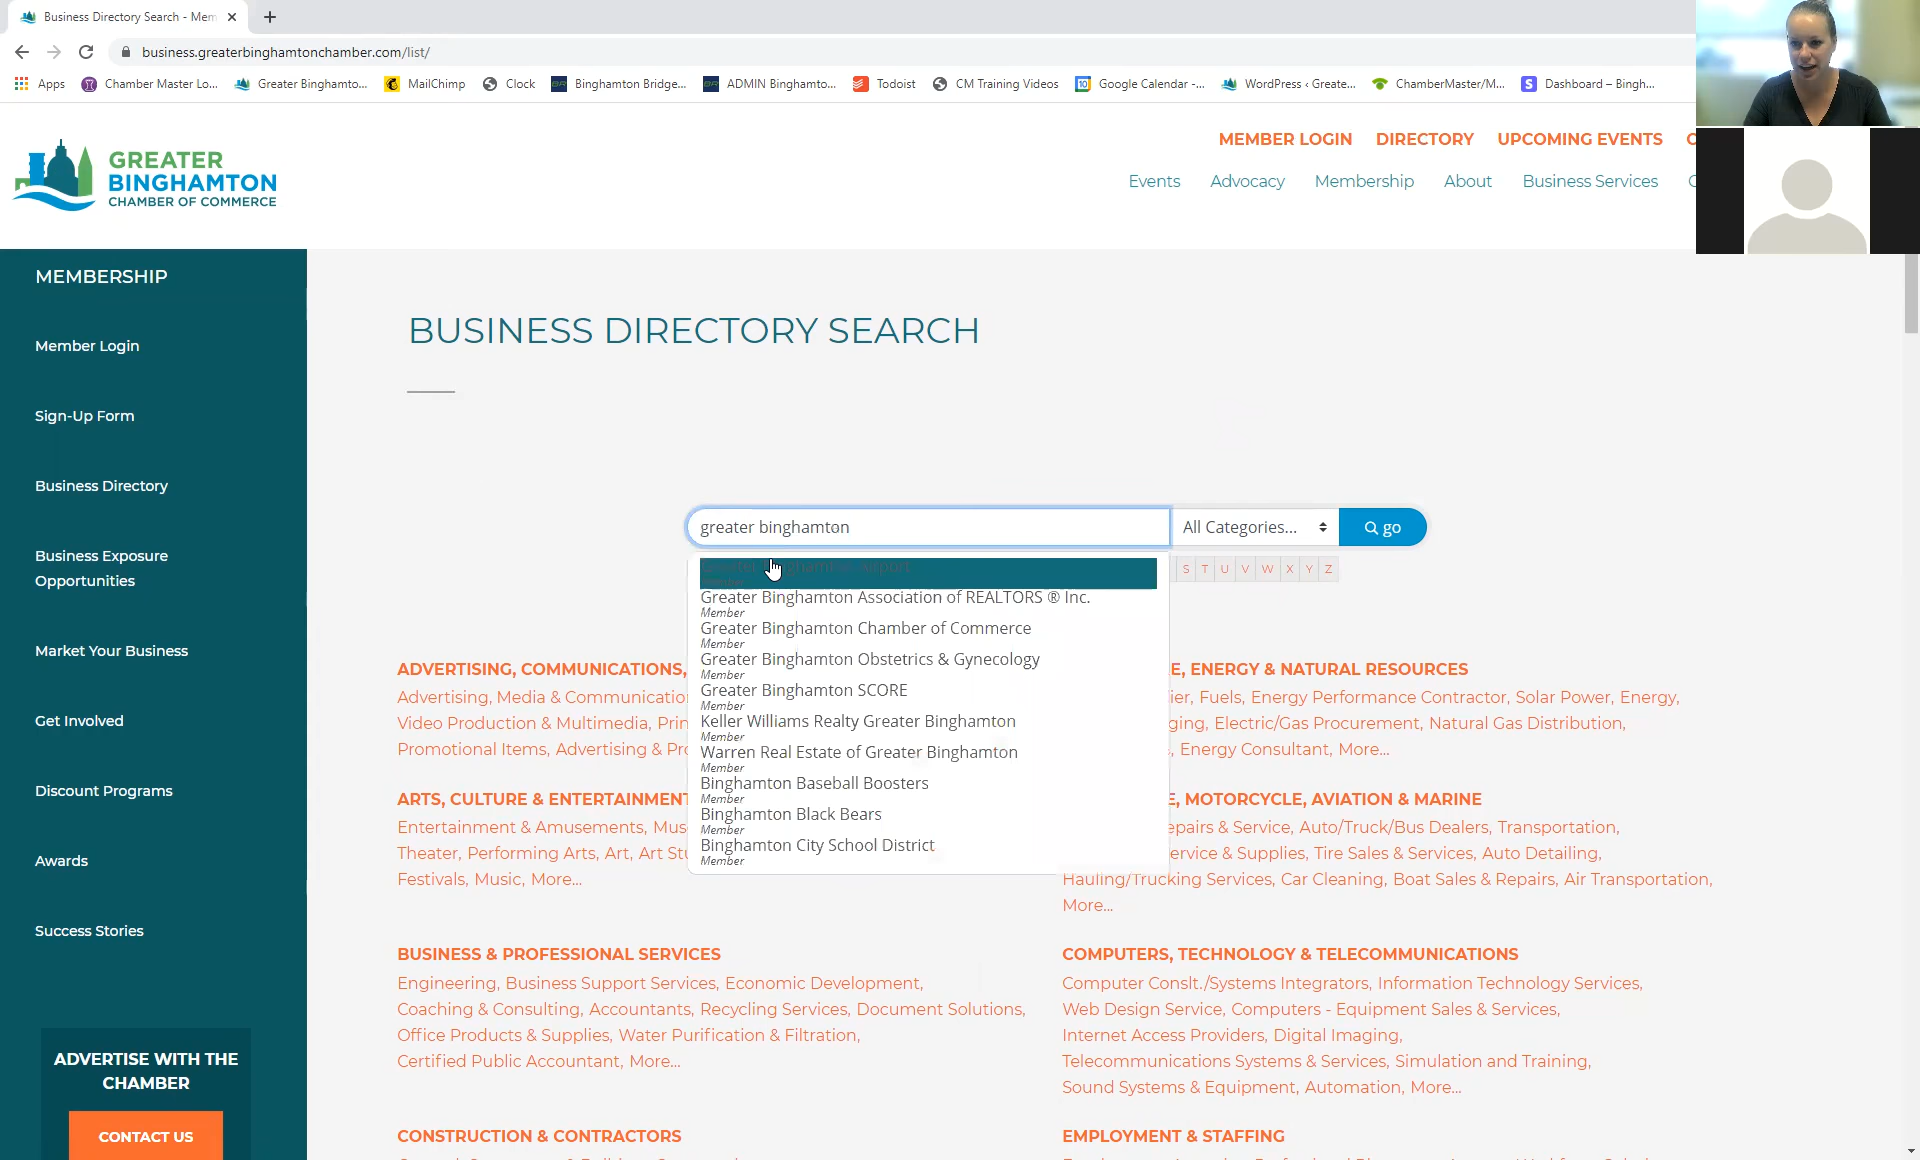 Business Directory Search - Mem
business.greaterbinghamtonchamber.com/list/
Apps
Chamber Master Lo...
Greater Binghamto...
MailChimp
Clock
Binghamton Bridge...
ADMIN Binghamto...
Todoist
CM Training Videos
Google Calendar -...
WordPress ‹ Greate...
ChamberMaster/M...
Dashboard – Bingh...
GREATER
BINGHAMTON
CHAMBER OF COMMERCE
MEMBER LOGIN
DIRECTORY
UPCOMING EVENTS
Events
Advocacy
Membership
About
Business Services
MEMBERSHIP
Member Login
Sign-Up Form
Business Directory
Business Exposure
Opportunities
Market Your Business
Get Involved
Discount Programs
Awards
Success Stories
ADVERTISE WITH THE
CHAMBER
CONTACT US
BUSINESS DIRECTORY SEARCH
greater binghamton
All Categories...
go
S T U V W X Y Z
Greater Binghamton Airport
Member
Greater Binghamton Association of REALTORS ® Inc.
Member
Greater Binghamton Chamber of Commerce
Member
Greater Binghamton Obstetrics & Gynecology
Member
Greater Binghamton SCORE
Member
Keller Williams Realty Greater Binghamton
Member
Warren Real Estate of Greater Binghamton
Member
Binghamton Baseball Boosters
Member
Binghamton Black Bears
Member
Binghamton City School District
Member
ADVERTISING, COMMUNICATIONS,
Advertising, Media & Communication
Video Production & Multimedia, Prin
Promotional Items, Advertising & Pr
E, ENERGY & NATURAL RESOURCES
ier, Fuels, Energy Performance Contractor, Solar Power, Energy,
ging, Electric/Gas Procurement, Natural Gas Distribution,
Energy Consultant, More...
ARTS, CULTURE & ENTERTAINMENT
Entertainment & Amusements, Mus
Theater, Performing Arts, Art, Art Stu
Festivals, Music, More...
E, MOTORCYCLE, AVIATION & MARINE
epairs & Service, Auto/Truck/Bus Dealers, Transportation,
ervice & Supplies, Tire Sales & Services, Auto Detailing,
Hauling/Trucking Services, Car Cleaning, Boat Sales & Repairs, Air Transportation,
More...
BUSINESS & PROFESSIONAL SERVICES
Engineering, Business Support Services, Economic Development,
Coaching & Consulting, Accountants, Recycling Services, Document Solutions,
Office Products & Supplies, Water Purification & Filtration,
Certified Public Accountant, More...
COMPUTERS, TECHNOLOGY & TELECOMMUNICATIONS
Computer Conslt./Systems Integrators, Information Technology Services,
Web Design Service, Computers - Equipment Sales & Services,
Internet Access Providers, Digital Imaging,
Telecommunications Systems & Services, Simulation and Training,
Sound Systems & Equipment, Automation, More...
CONSTRUCTION & CONTRACTORS
EMPLOYMENT & STAFFING